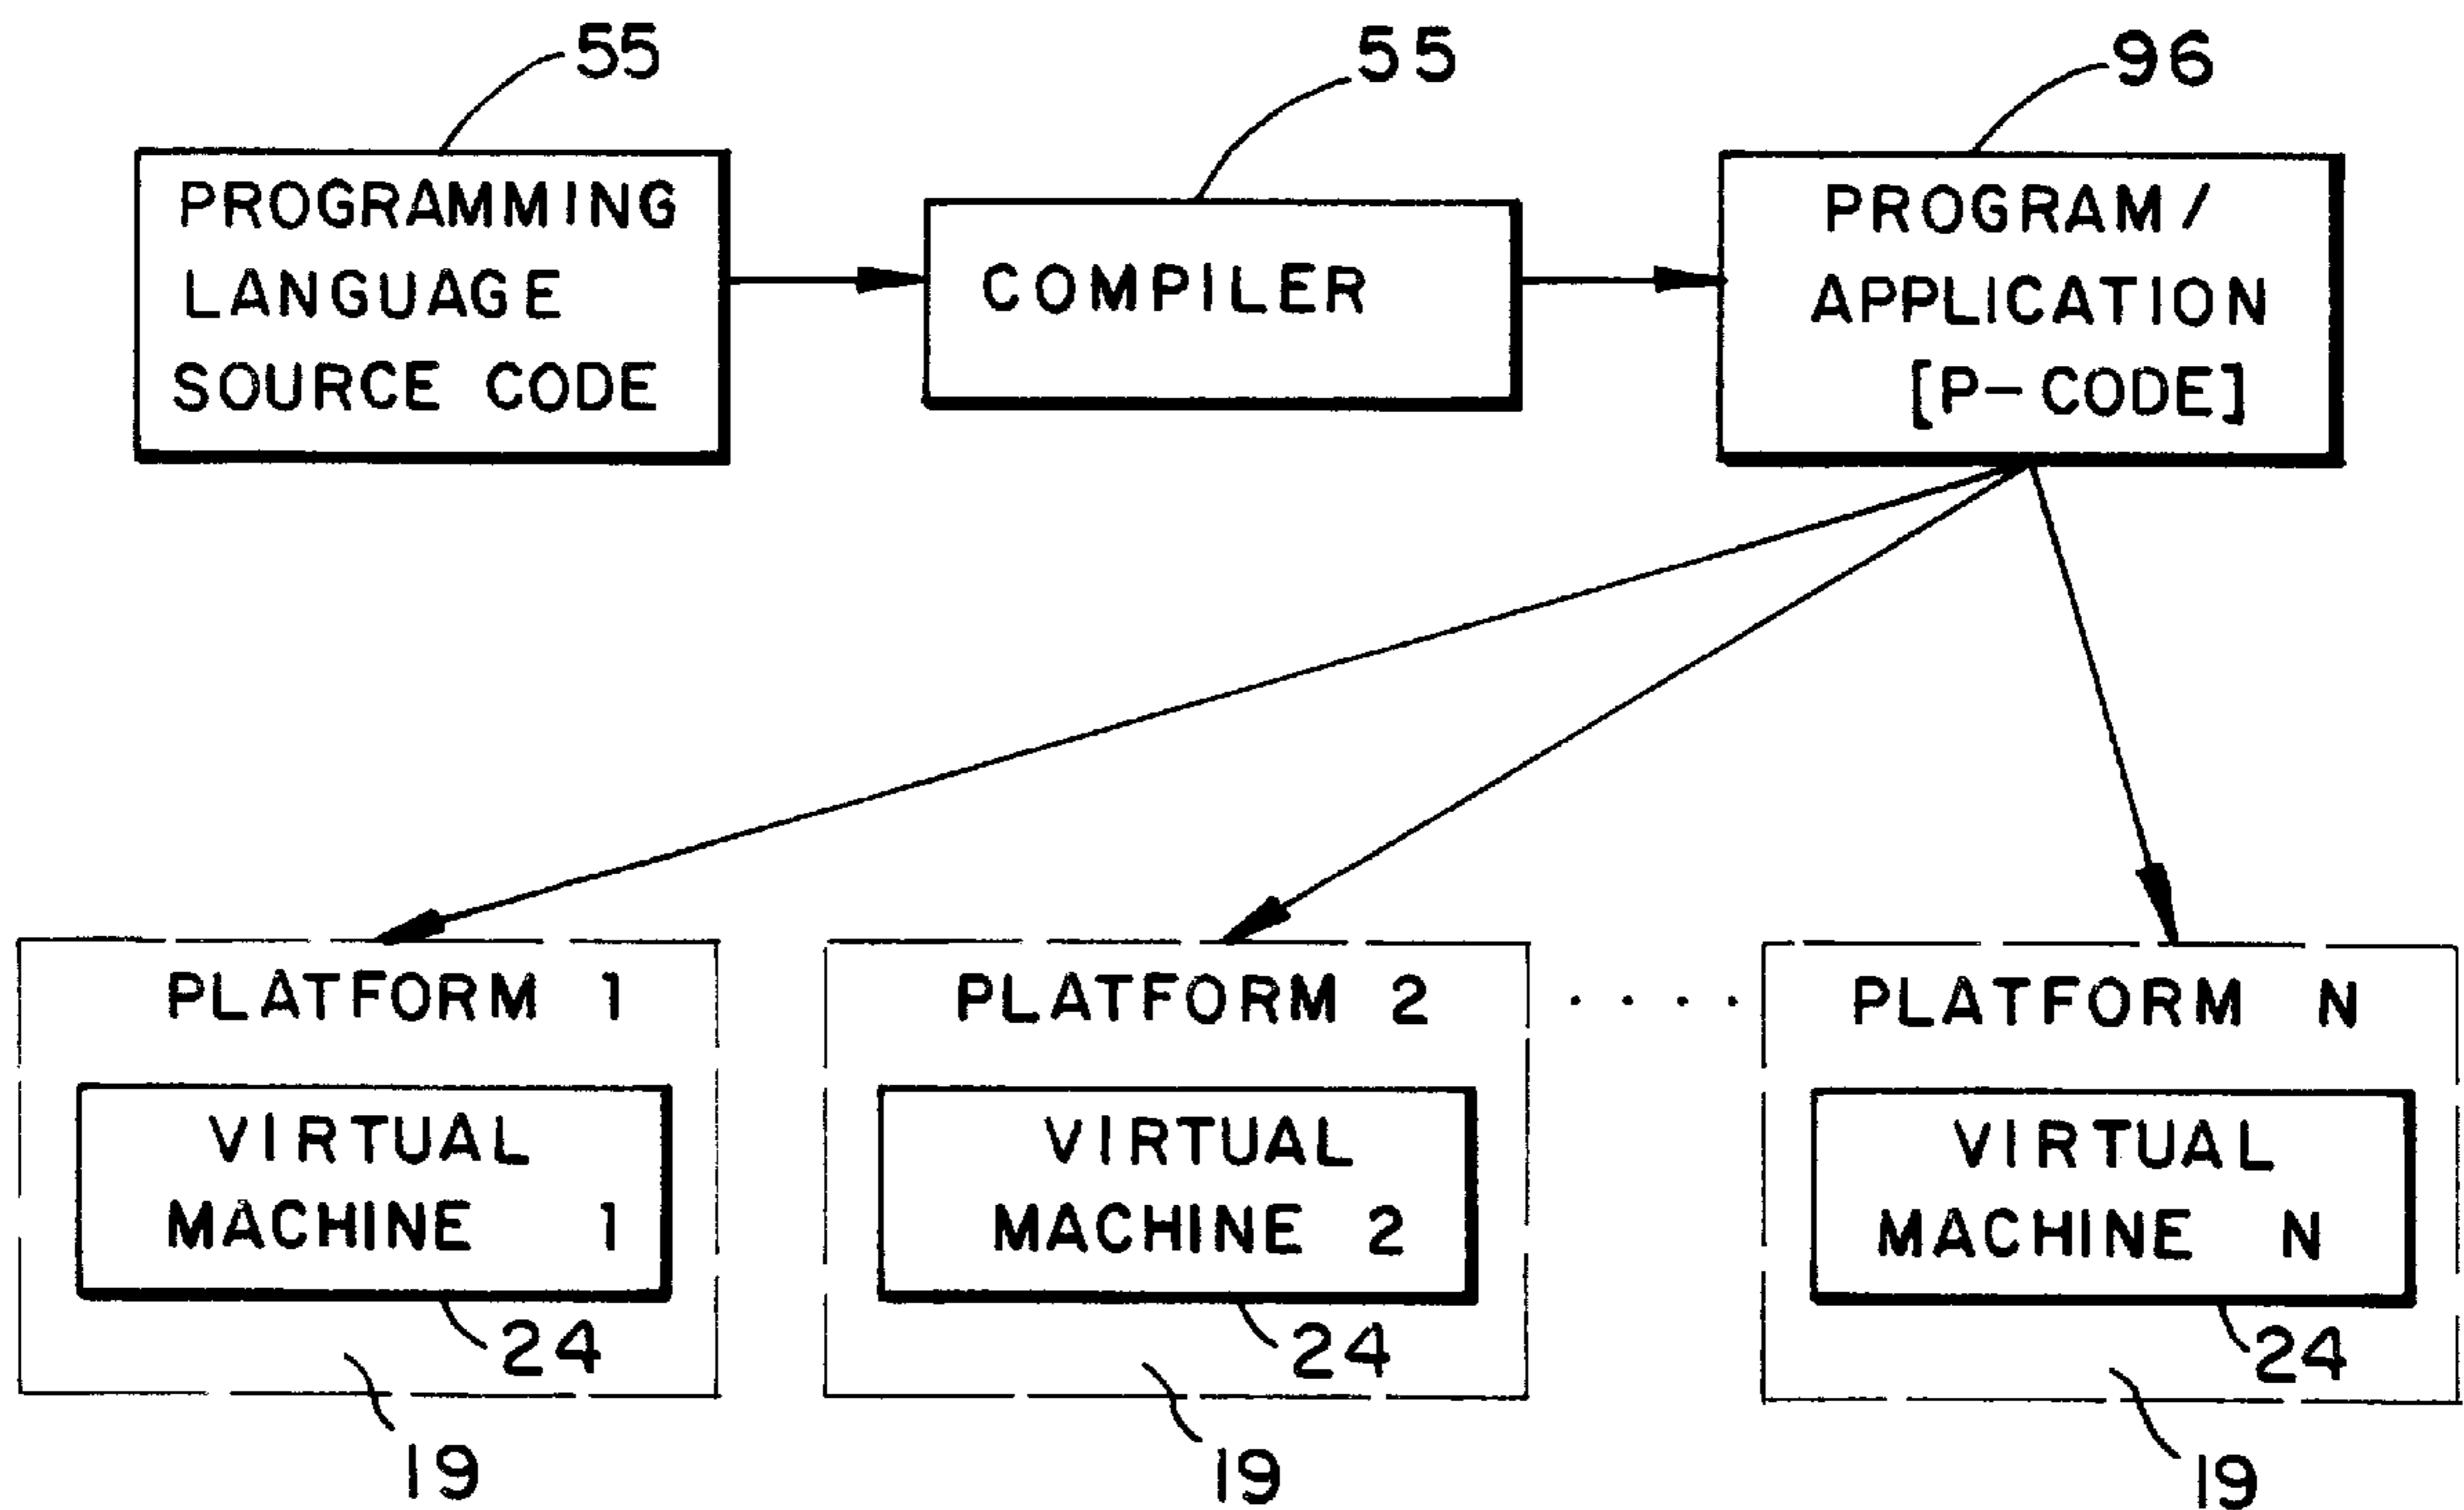 55
55
96
PROGRAMMING
LANGUAGE
SOURCE CODE
COMPILER
PROGRAM/
APPLICATION
[P-CODE]
PLATFORM 1
VIRTUAL
MACHINE 1
24
19
PLATFORM 2
VIRTUAL
MACHINE 2
24
19
. . . .
PLATFORM N
VIRTUAL
MACHINE N
24
19